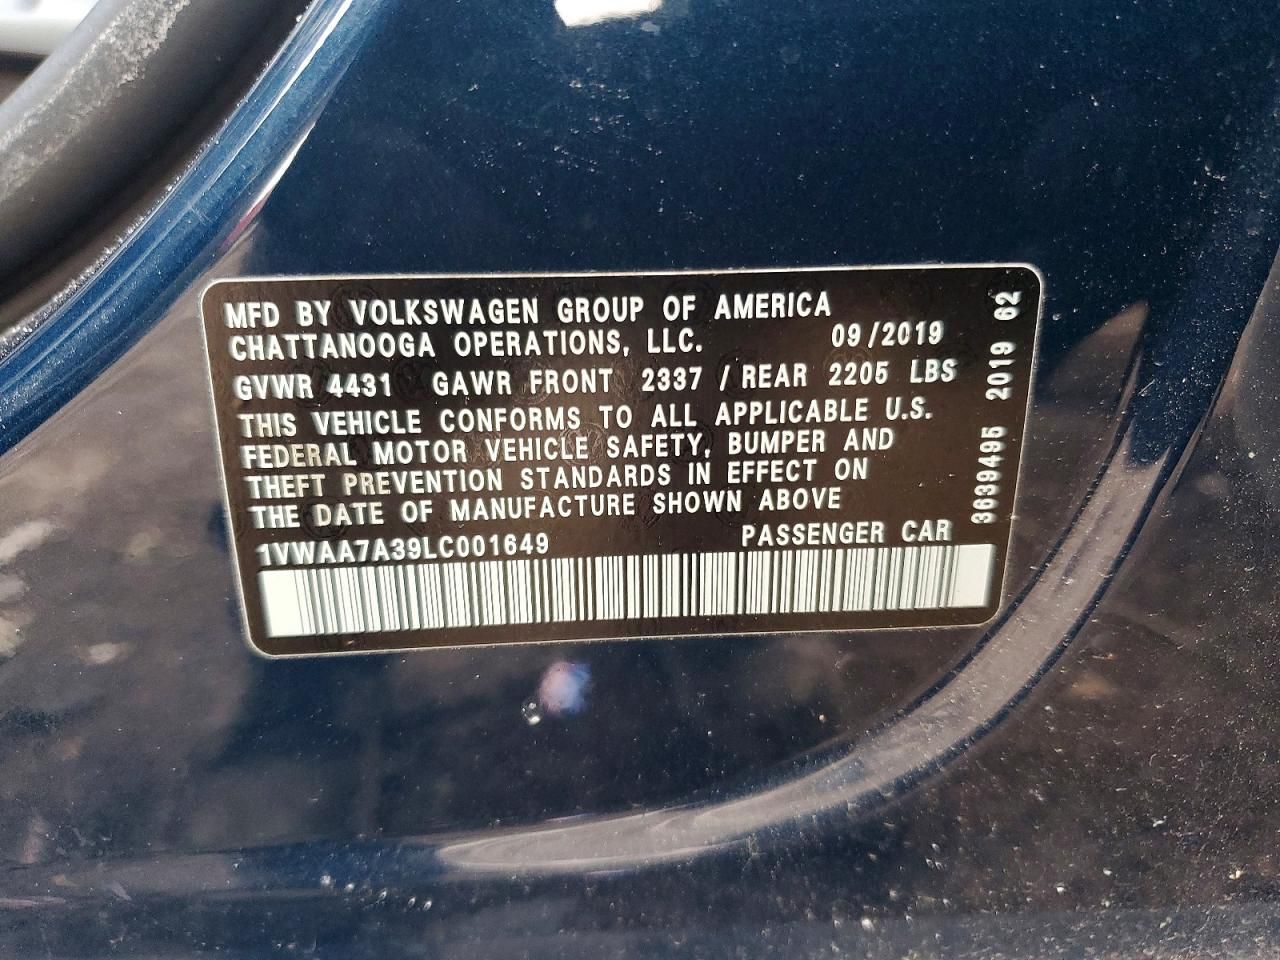 MFD BY VOLKSWAGEN GROUP OF AMERICA
CHATTANOOGA OPERATIONS, LLC. 09/2019
GVWR 4431 GAWR FRONT 2337 / REAR 2205 LBS
THIS VEHICLE CONFORMS TO ALL APPLICABLE U.S.
FEDERAL MOTOR VEHICLE SAFETY, BUMPER AND
THEFT PREVENTION STANDARDS IN EFFECT ON
THE DATE OF MANUFACTURE SHOWN ABOVE
1VWAA7A39LC001649 PASSENGER CAR
3639495 2019 62